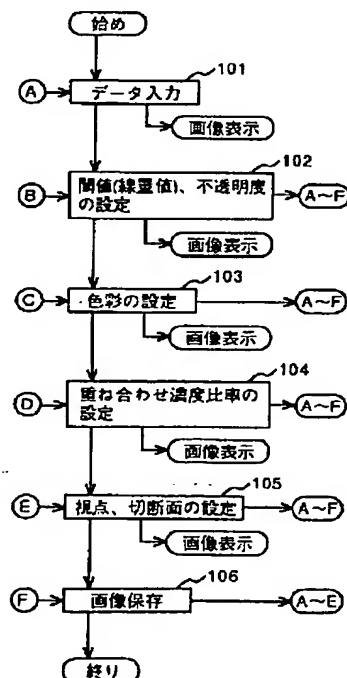 始め
101
A
データ入力
画像表示
102
B
閾値(線量値)、不透明度
の設定
A～F
画像表示
103
C
色彩の設定
A～F
画像表示
104
D
重ね合わせ濃度比率の
設定
A～F
画像表示
105
E
視点、切断面の設定
A～F
画像表示
106
F
画像保存
A～E
終り